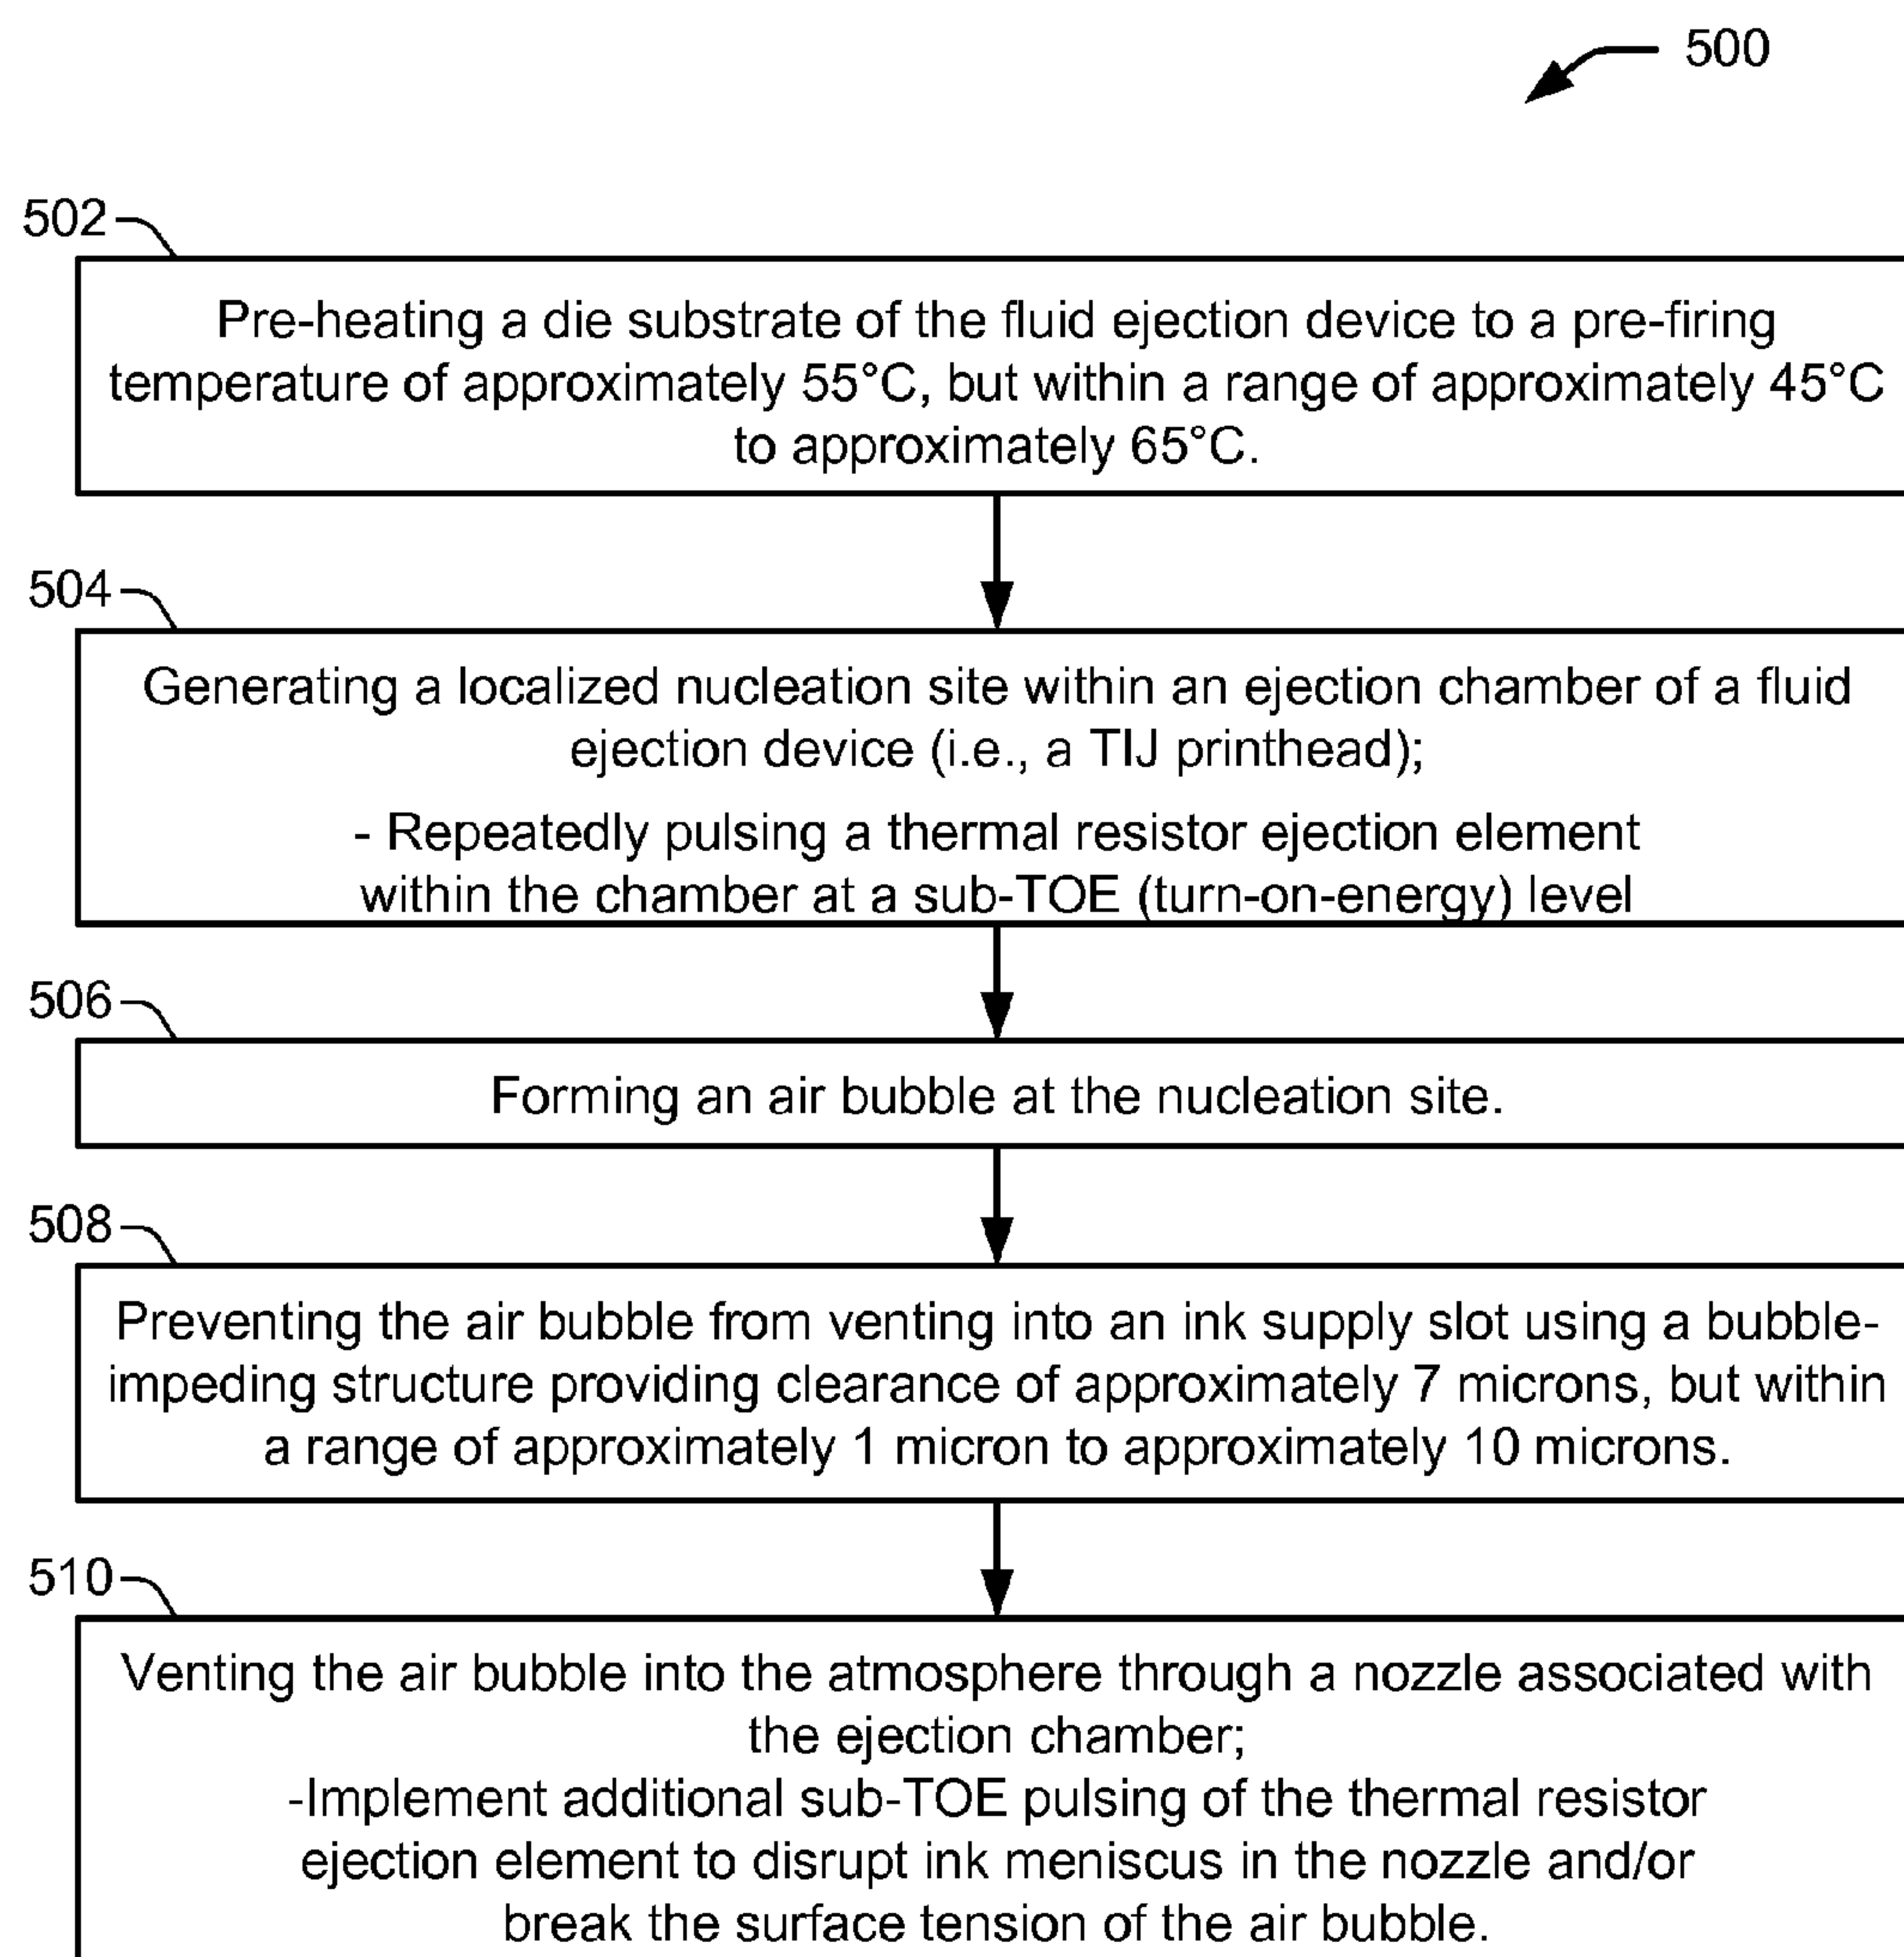 500
502
Pre-heating a die substrate of the fluid ejection device to a pre-firing
temperature of approximately 55°C, but within a range of approximately 45°C
to approximately 65°C.
504
Generating a localized nucleation site within an ejection chamber of a fluid
ejection device (i.e., a TIJ printhead);
- Repeatedly pulsing a thermal resistor ejection element
within the chamber at a sub-TOE (turn-on-energy) level
506
Forming an air bubble at the nucleation site.
508
Preventing the air bubble from venting into an ink supply slot using a bubble-
impeding structure providing clearance of approximately 7 microns, but within
a range of approximately 1 micron to approximately 10 microns.
510
Venting the air bubble into the atmosphere through a nozzle associated with
the ejection chamber;
-Implement additional sub-TOE pulsing of the thermal resistor
ejection element to disrupt ink meniscus in the nozzle and/or
break the surface tension of the air bubble.